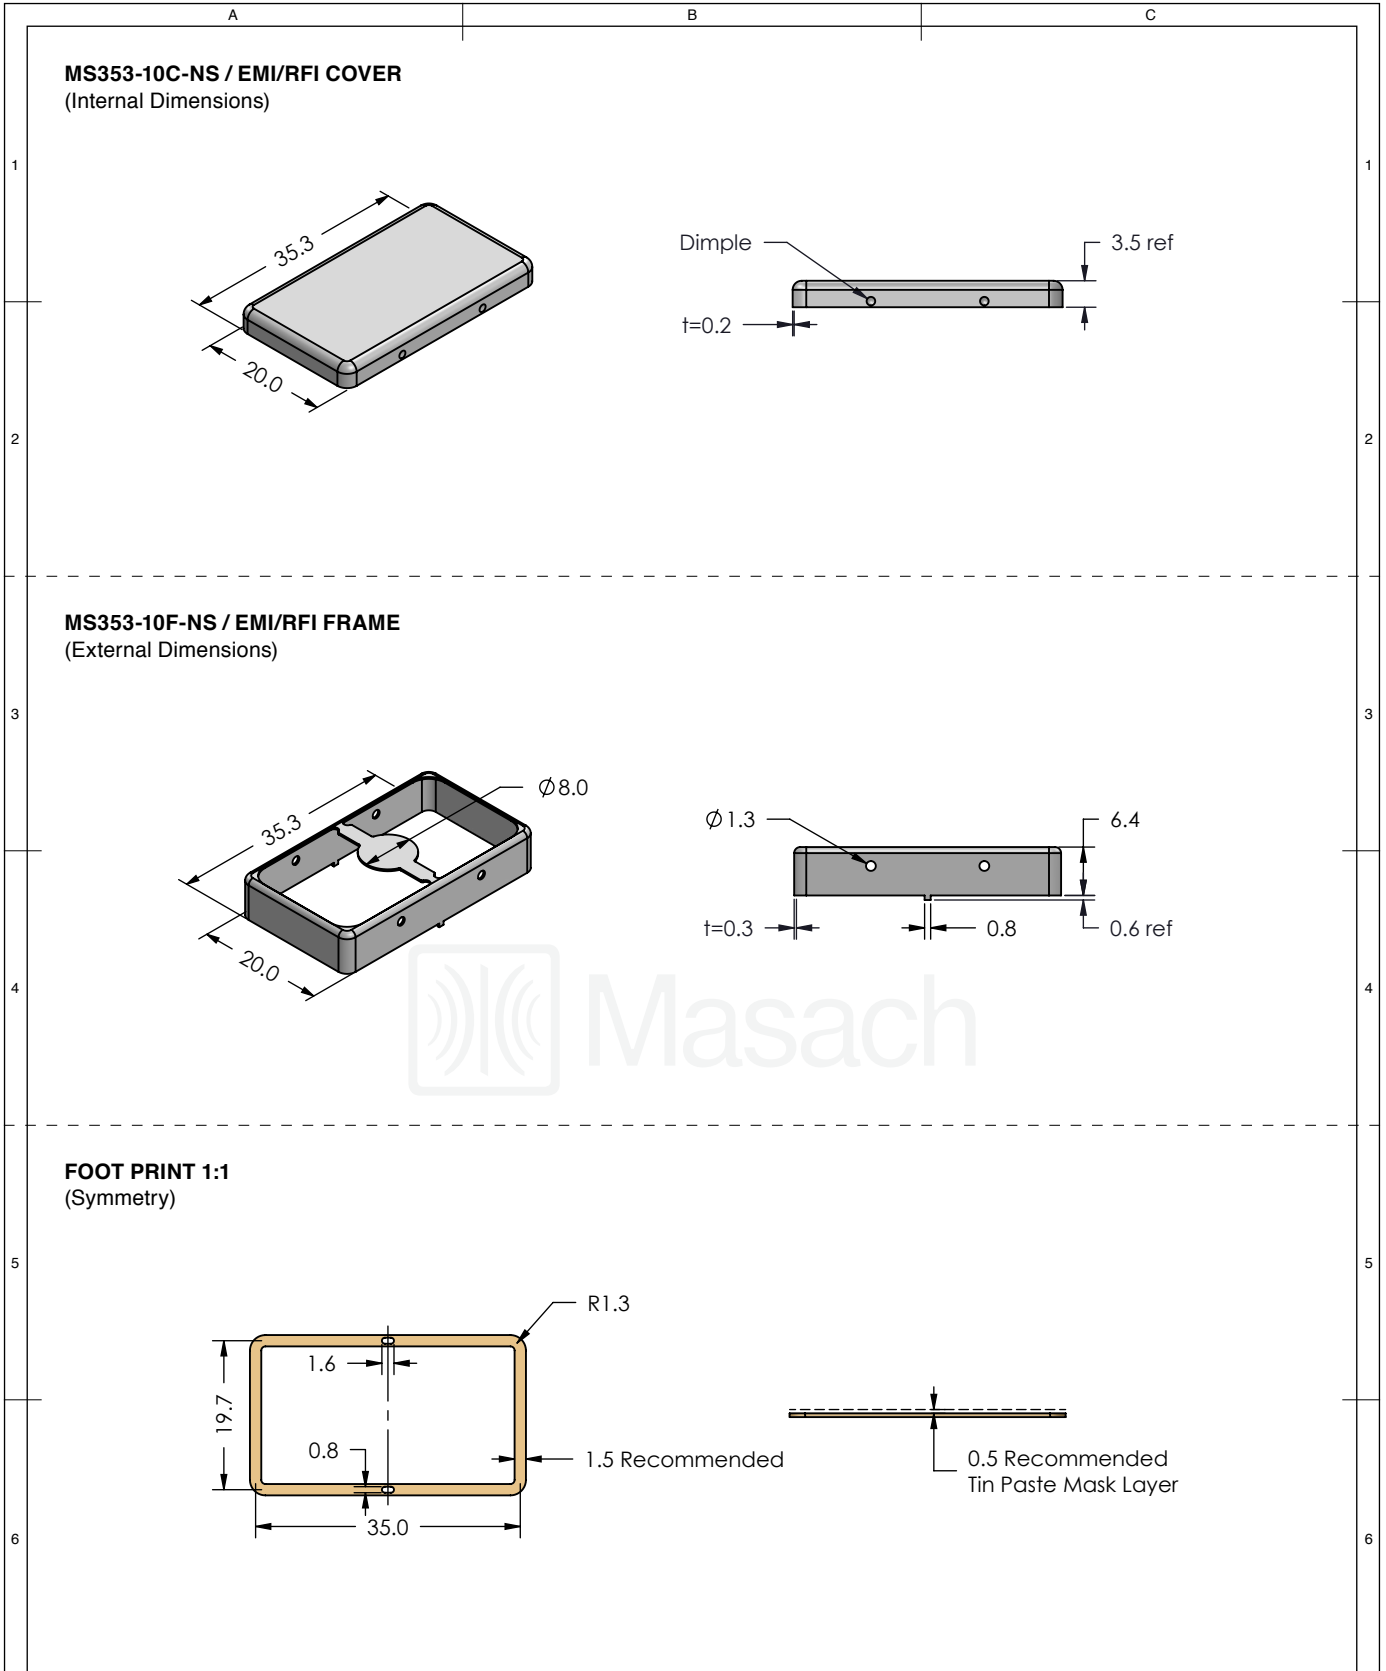 A B C
MS353-10C-NS / EMI/RFI COVER
(Internal Dimensions)
1 1
35.3
20.0
Dimple
3.5 ref
t=0.2
2 2
MS353-10F-NS / EMI/RFI FRAME
(External Dimensions)
3 3
35.3
Ø8.0
20.0
Ø1.3
6.4
t=0.3
0.8
0.6 ref
4 4
Masach
FOOT PRINT 1:1
(Symmetry)
5 5
R1.3
1.6
19.7
0.8
1.5 Recommended
35.0
0.5 Recommended
Tin Paste Mask Layer
6 6